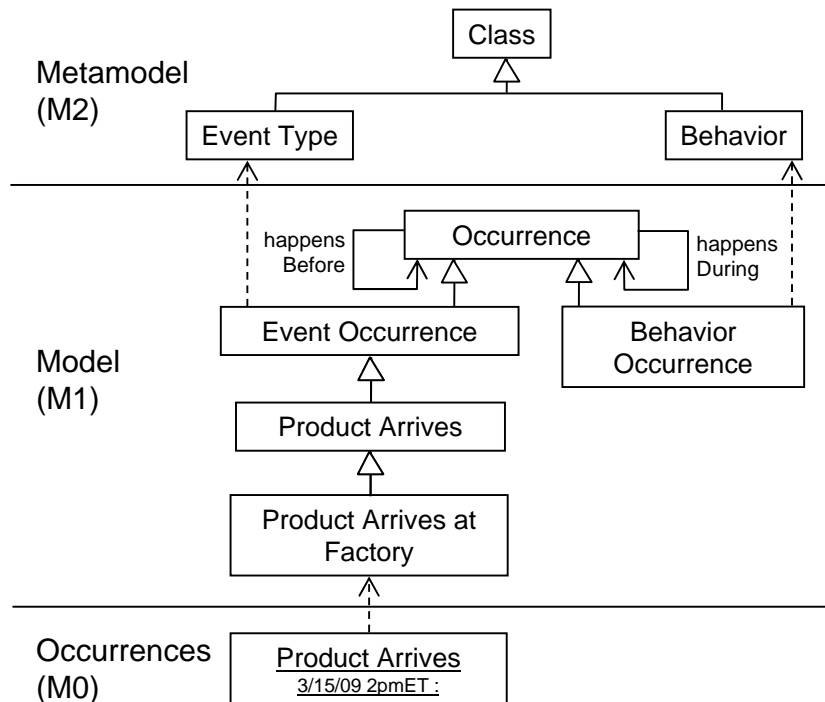 Class
Metamodel
(M2)
Event Type
Behavior
Occurrence
happens
Before
happens
During
Event Occurrence
Behavior
Occurrence
Model
(M1)
Product Arrives
Product Arrives at
Factory
Occurrences
(M0)
Product Arrives
3/15/09 2pmET :